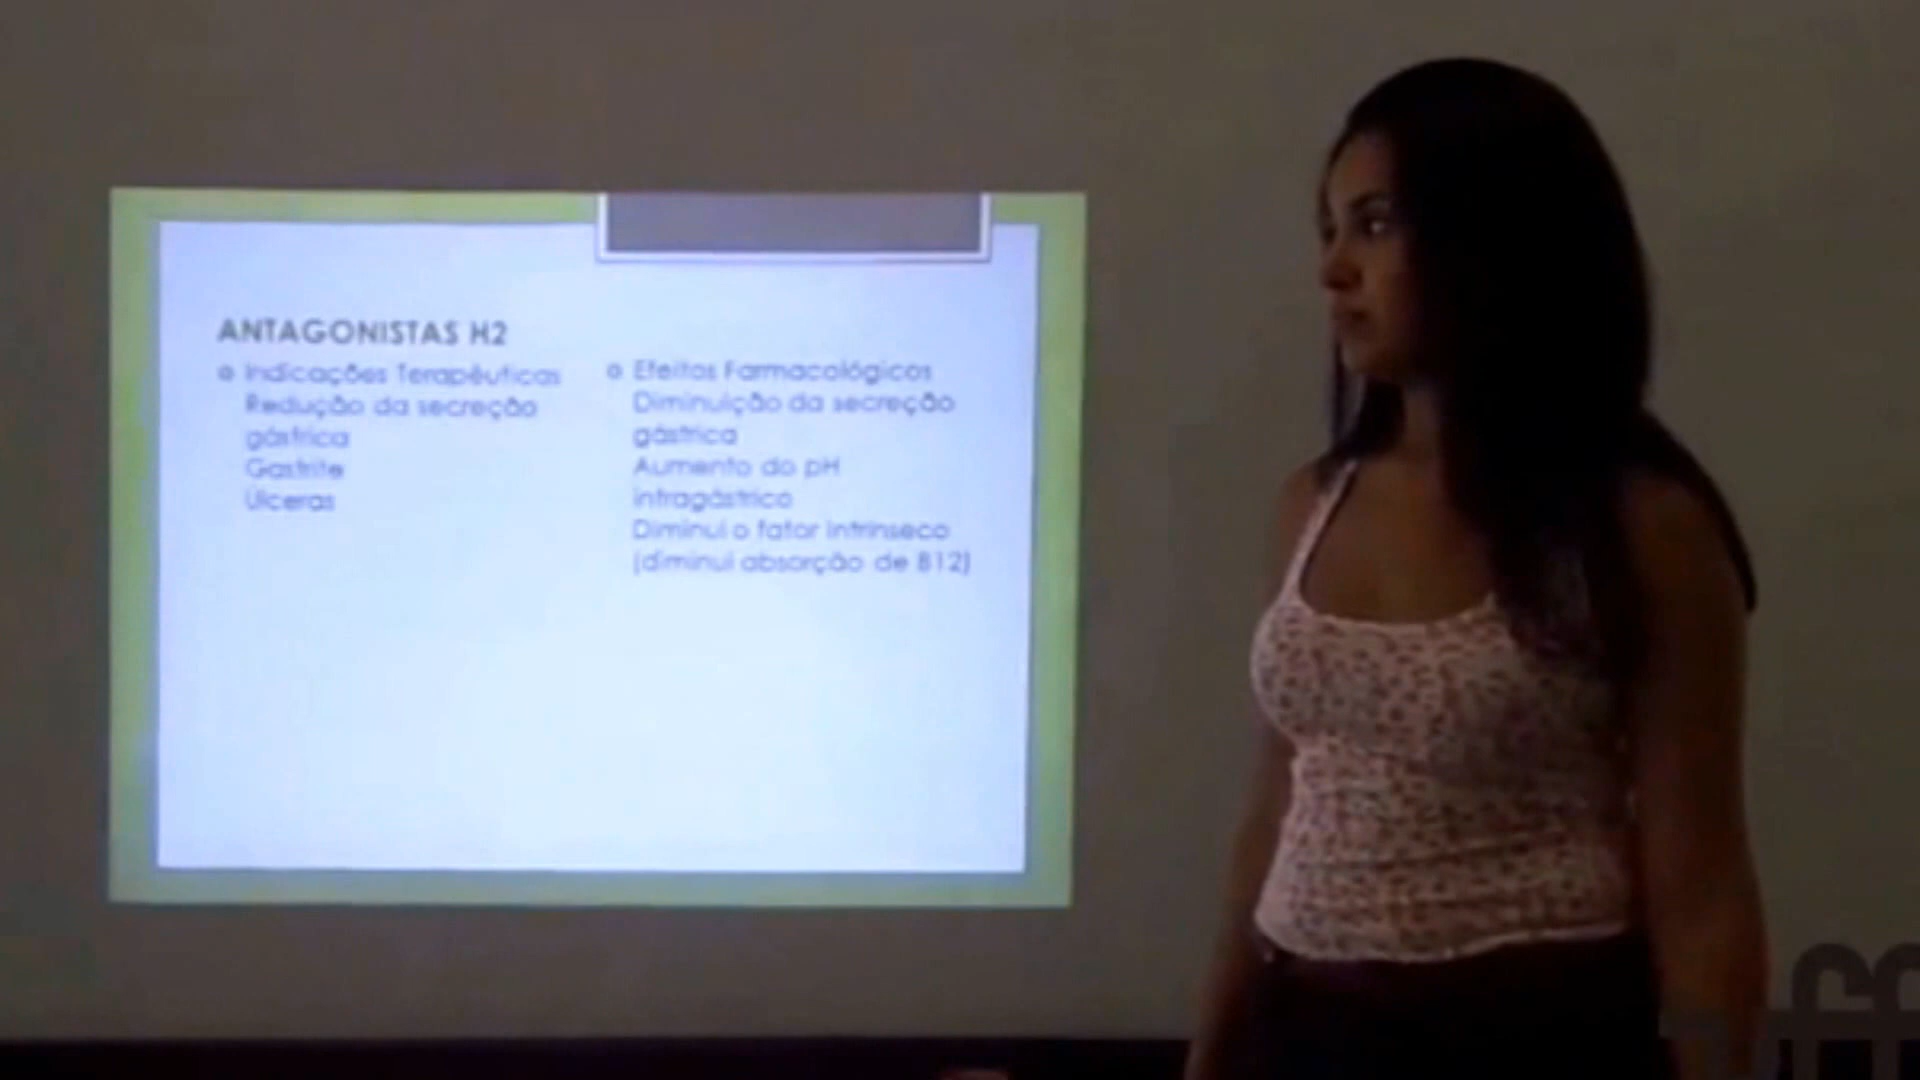 ANTAGONISTAS H2
Indicações Terapêuticas
Redução da secreção
gástrica
Gastrite
Úlceras
Efeitos Farmacológicos
Diminuição da secreção
gástrica
Aumento do pH
intragástrico
Diminui o fator intrínseco
(diminui absorção de B12)